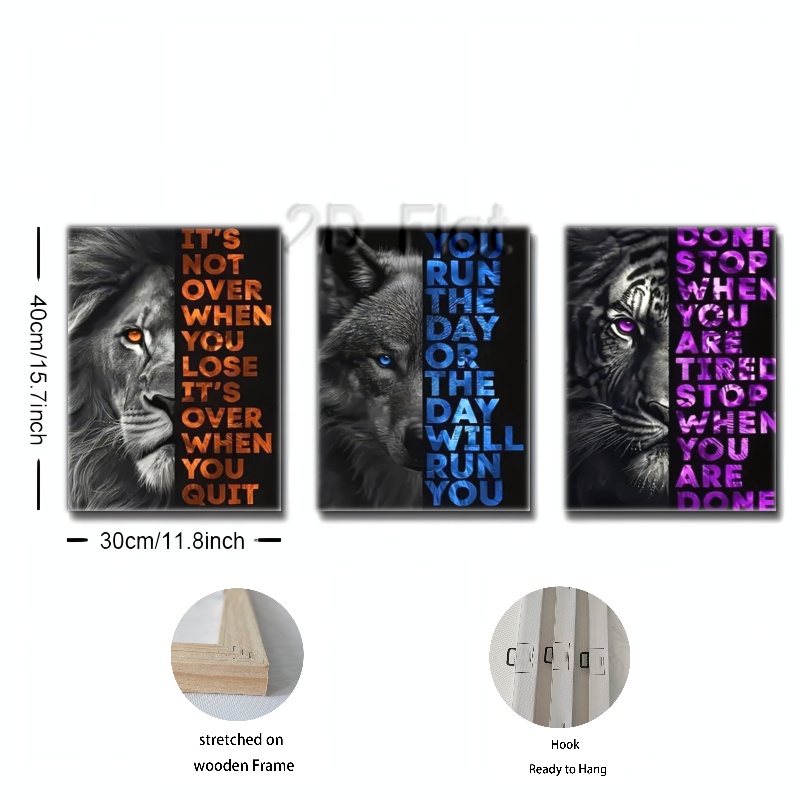 2D Flat
IT'S
NOT
OVER
WHEN
YOU
LOSE
IT'S
OVER
WHEN
YOU
QUIT
YOU
RUN
THE
DAY
OR
THE
DAY
WILL
RUN
YOU
DONT
STOP
WHEN
YOU
ARE
TIRED
STOP
WHEN
YOU
ARE
DONE
40cm/15.7inch
30cm/11.8inch
stretched on
wooden Frame
Hook
Ready to Hang